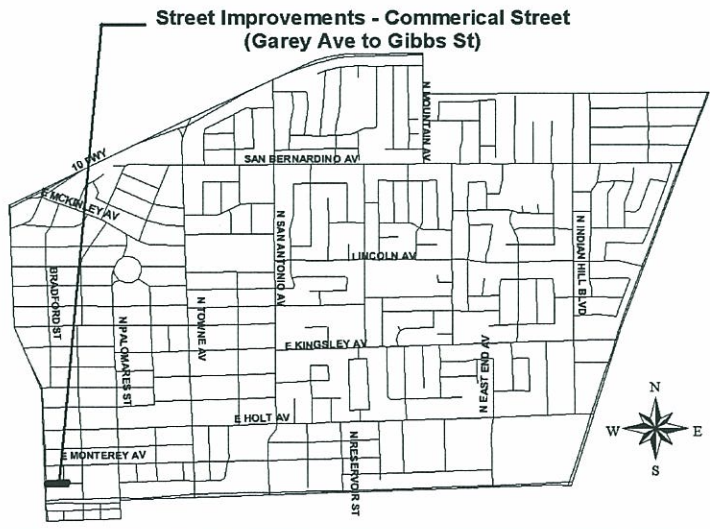 Street Improvements - Commerical Street
(Garey Ave to Gibbs St)
N MOUNTAIN AV
10 FWY
SAN BERNARDINO AV
E MCKINLEY AV
N SAN ANTONIO AV
N INDIAN HILL BLVD
LINCOLN AV
BRADFORD ST
N TOWNE AV
N PALOMARES ST
E KINGSLEY AV
N EAST END AV
E HOLT AV
N
W E
S
E MONTEREY AV
N RESERVOIR ST